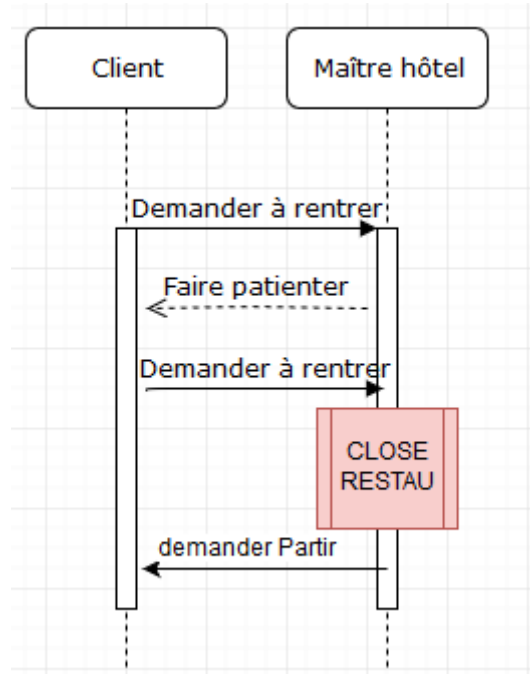 Client
Maître hôtel
Demander à rentrer
Faire patienter
Demander à rentrer
CLOSE
RESTAU
demander Partir